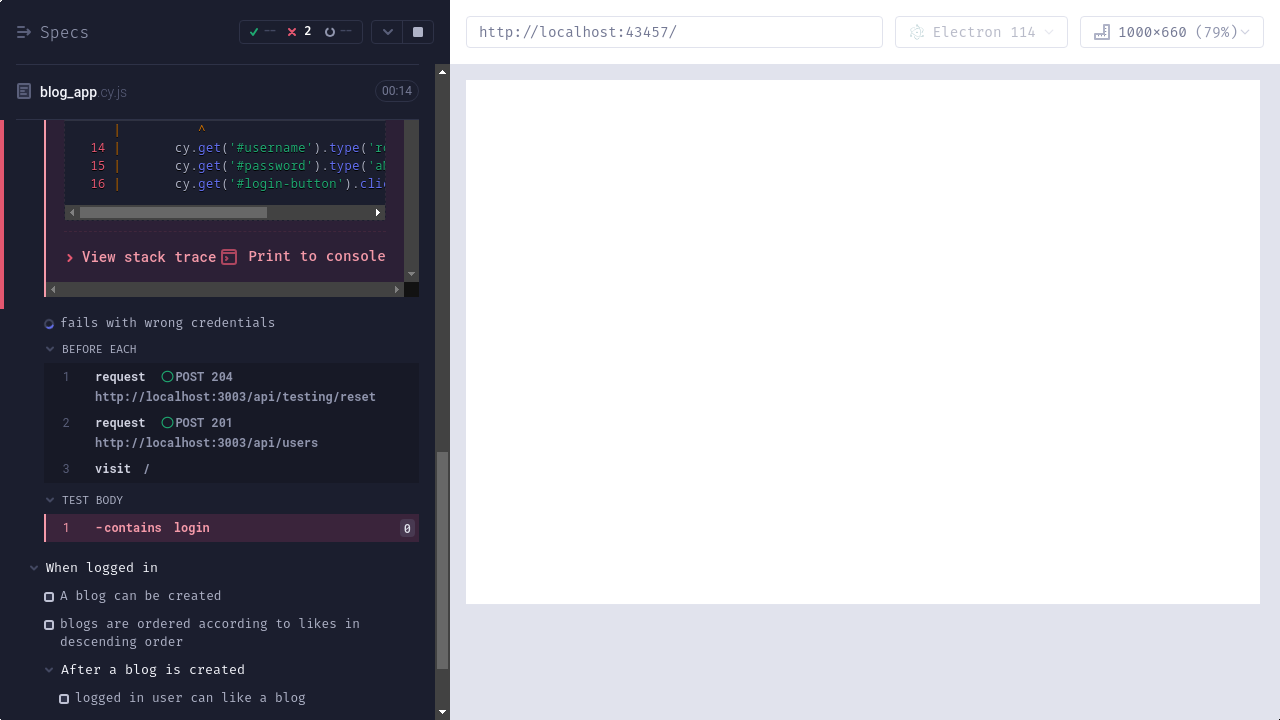 Specs
-- 2 --
http://localhost:43457/
Electron 114
1000×660 (79%)
blog_app.cy.js
00:14
| ^
14 | cy.get('#username').type('r
15 | cy.get('#password').type('a
16 | cy.get('#login-button').clic
View stack trace
Print to console
fails with wrong credentials
BEFORE EACH
1 request POST 204
http://localhost:3003/api/testing/reset
2 request POST 201
http://localhost:3003/api/users
3 visit /
TEST BODY
1 -contains login 0
When logged in
A blog can be created
blogs are ordered according to likes in
descending order
After a blog is created
logged in user can like a blog